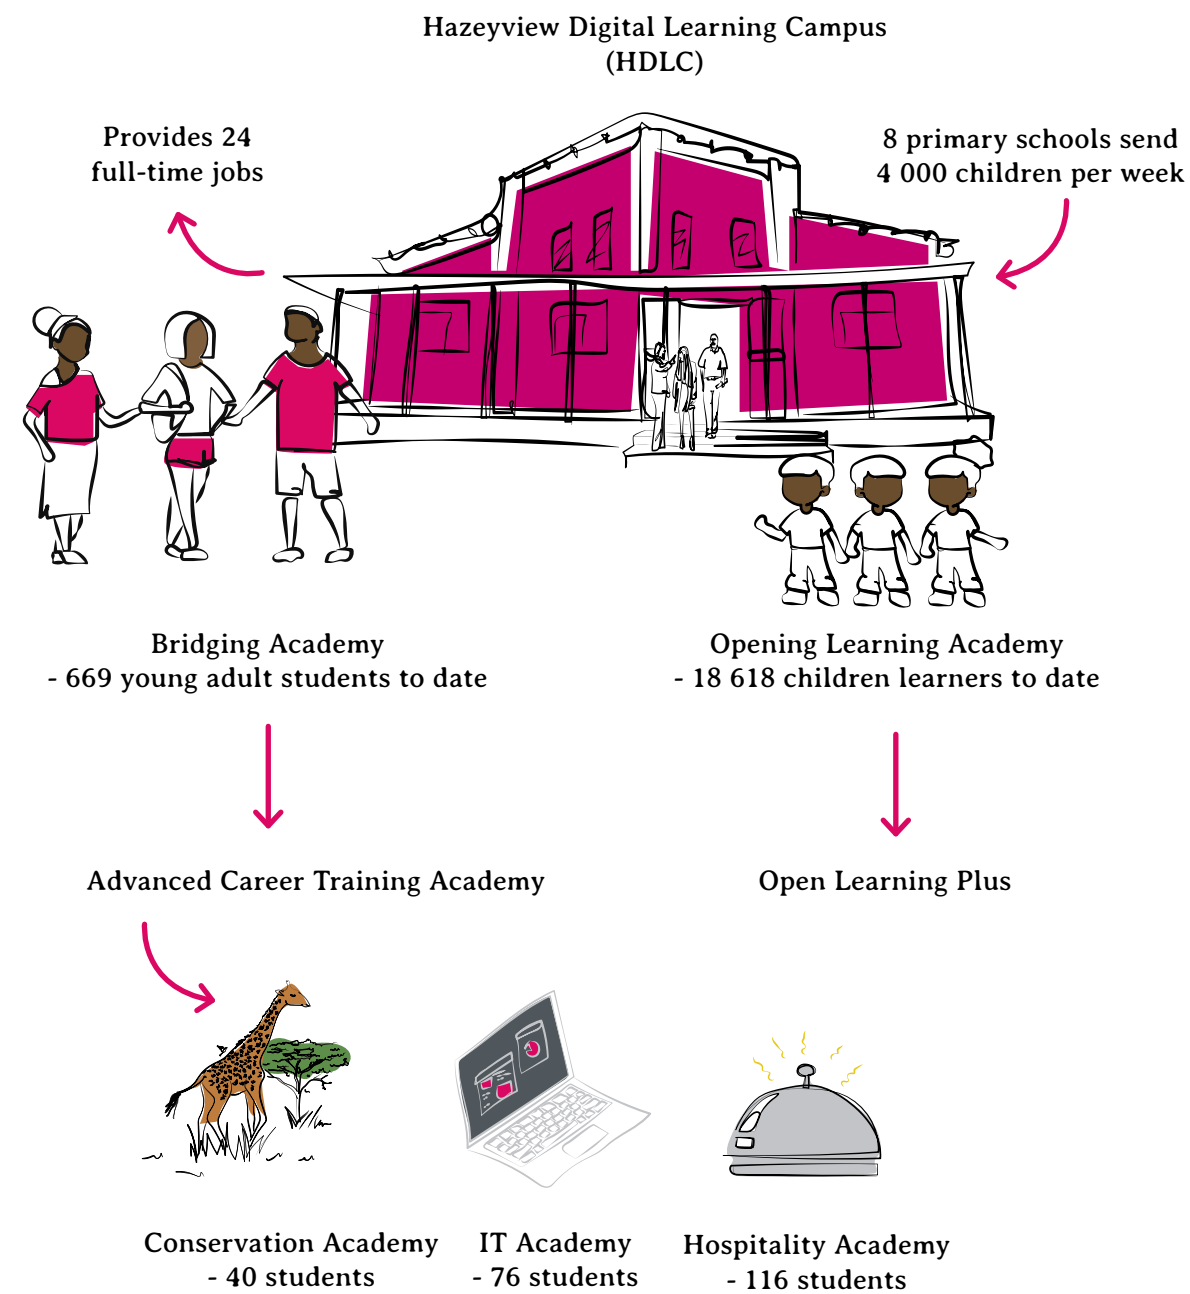 Hazeyview Digital Learning Campus
(HDLC)
Provides 24
full-time jobs
8 primary schools send
4 000 children per week
Bridging Academy
- 669 young adult students to date
Opening Learning Academy
- 18 618 children learners to date
Advanced Career Training Academy
Open Learning Plus
Conservation Academy
- 40 students
IT Academy
- 76 students
Hospitality Academy
- 116 students